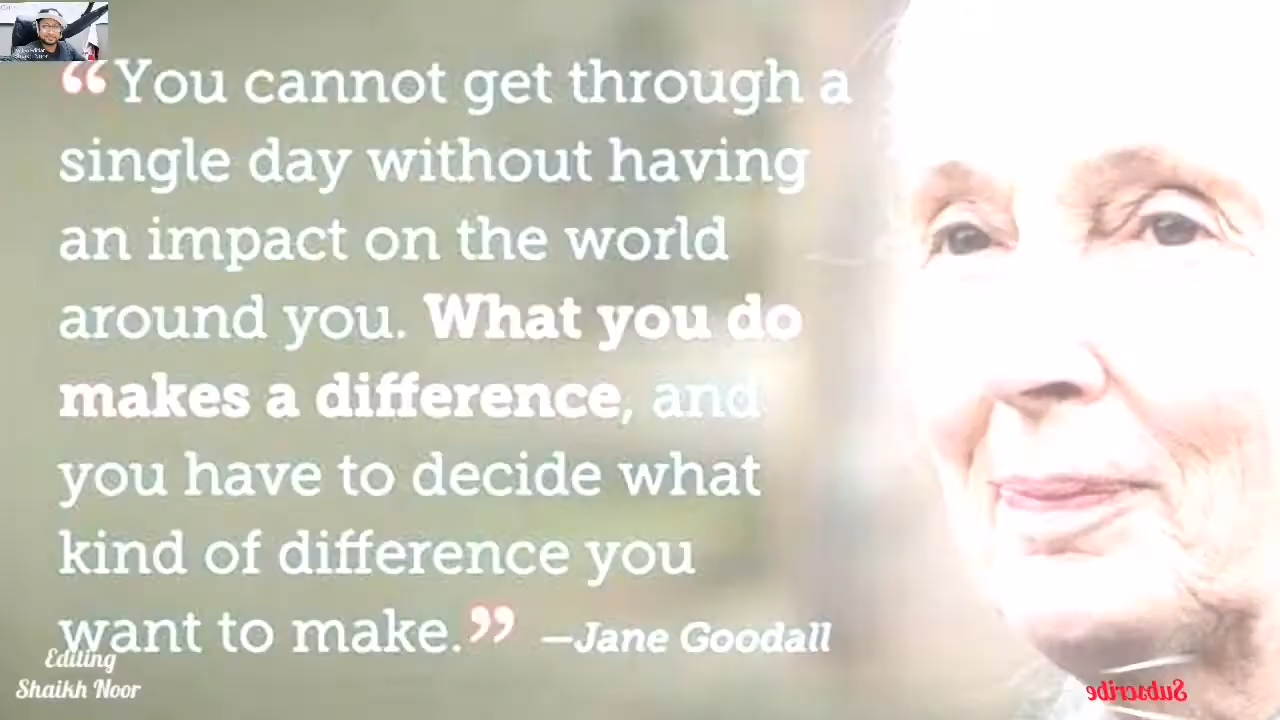 “You cannot get through a
single day without having
an impact on the world
around you. What you do
makes a difference, and
you have to decide what
kind of difference you
want to make.” —Jane Goodall
Editing
Shaikh Noor
Subscribe